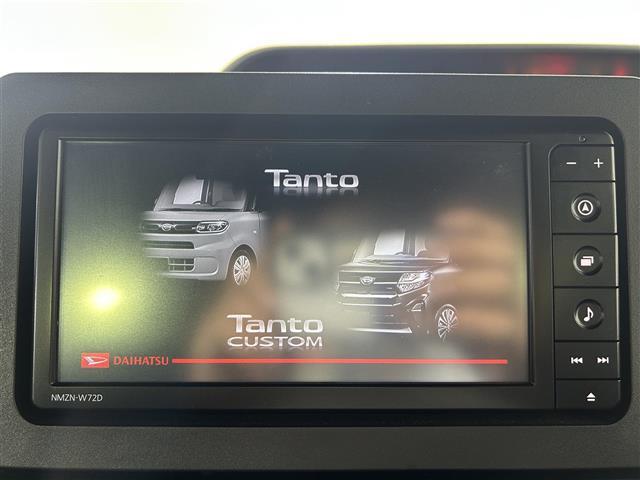 Tanto
Tanto
CUSTOM
DAIHATSU
NMZN-W72D